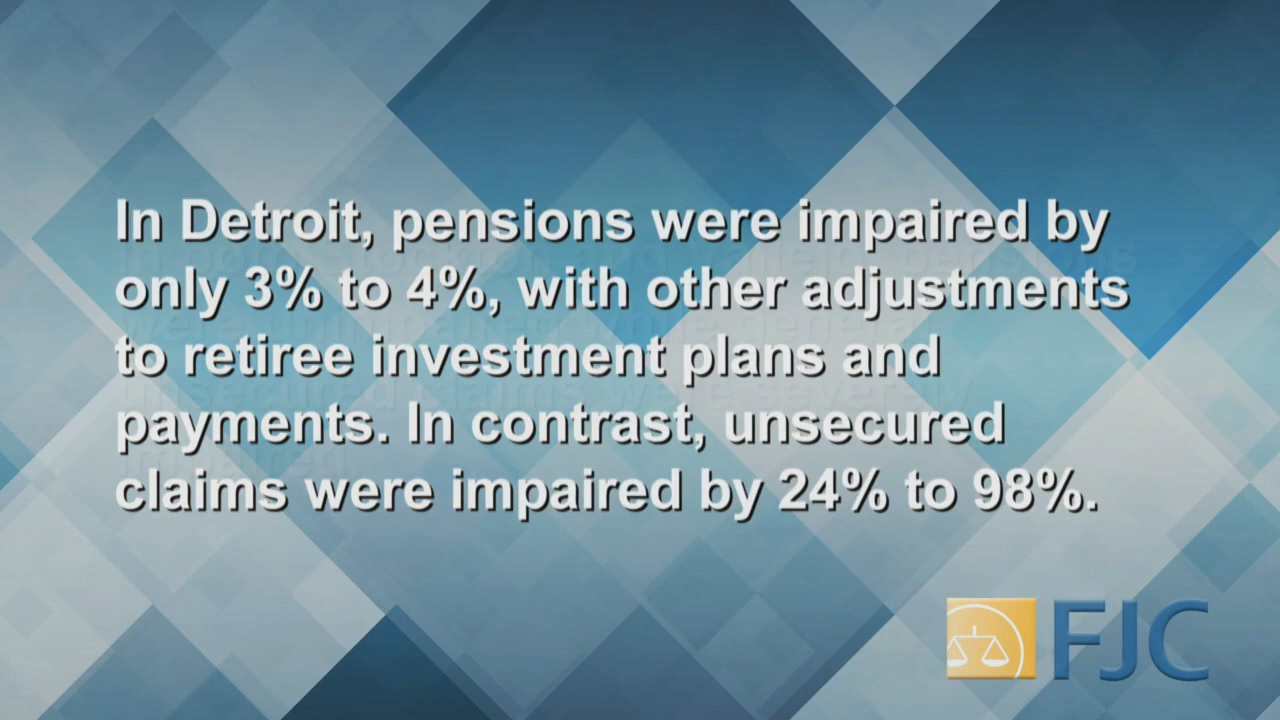 In Detroit, pensions were impaired by
only 3% to 4%, with other adjustments
to retiree investment plans and
payments. In contrast, unsecured
claims were impaired by 24% to 98%.
FJC